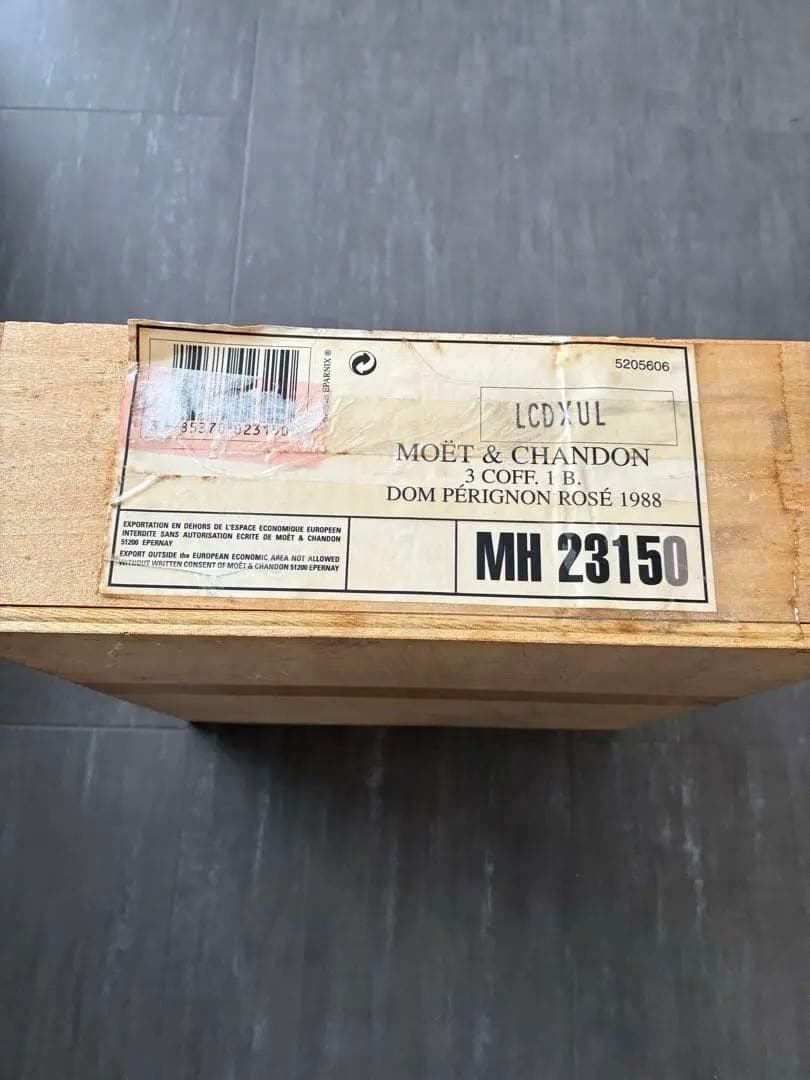 5205606
LCDXUL
MOËT & CHANDON
3 COFF. 1 B.
DOM PÉRIGNON ROSÉ 1988
EXPORTATION EN DEHORS DE L'ESPACE ECONOMIQUE EUROPEEN
INTERDITE SANS AUTORISATION ECRITE DE MOËT & CHANDON
51200 EPERNAY
EXPORT OUTSIDE the EUROPEAN ECONOMIC AREA NOT ALLOWED
WITHOUT WRITTEN CONSENT OF MOËT & CHANDON 51200 EPERNAY
MH 23150